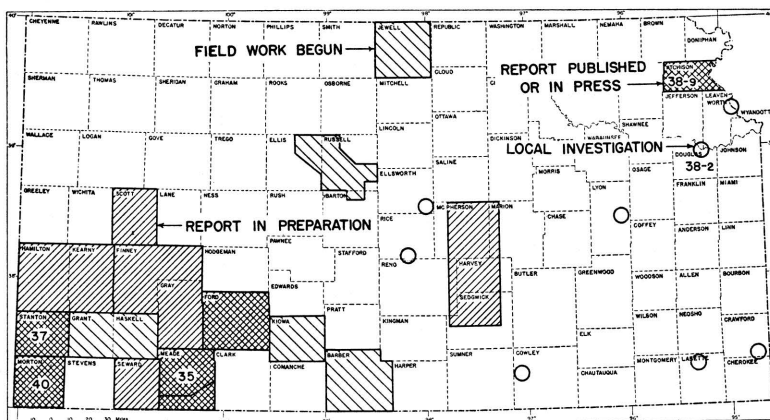 CHEYENNE RAWLINS DECATUR NORTON PHILLIPS SMITH JEWELL REPUBLIC WASHINGTON MARSHALL NEMAHA BROWN
DONIPHAN
FIELD WORK BEGUN
REPORT PUBLISHED
OR IN PRESS
ATCHISON
38-9
SHERMAN THOMAS SHERIDAN GRAHAM ROOKS OSBORNE MITCHELL CLOUD
JEFFERSON LEAVENWORTH
WYANDOTT
OTTAWA
LINCOLN
SHAWNEE
WALLACE LOGAN GOVE TREGO ELLIS RUSSELL DICKINSON WABAUNSEE
LOCAL INVESTIGATION
DOUGLAS JOHNSON
38-2
ELLSWORTH SALINE MORRIS OSAGE
FRANKLIN MIAMI
GREELEY WICHITA SCOTT LANE NESS RUSH BARTON
RICE MCPHERSON MARION CHASE LYON COFFEY ANDERSON LINN
REPORT IN PREPARATION
PAWNEE
HAMILTON KEARNY FINNEY HODGEMAN STAFFORD
RENO HARVEY
BUTLER GREENWOOD WOODSON ALLEN BOURBON
GRAY FORD EDWARDS
SEDGWICK
PRATT
STANTON GRANT HASKELL KIOWA KINGMAN
37
WILSON NEOSHO CRAWFORD
ELK
MORTON STEVENS SEWARD MEADE CLARK COMANCHE BARBER HARPER SUMNER COWLEY
40
35
CHAUTAUQUA MONTGOMERY LABETTE CHEROKEE